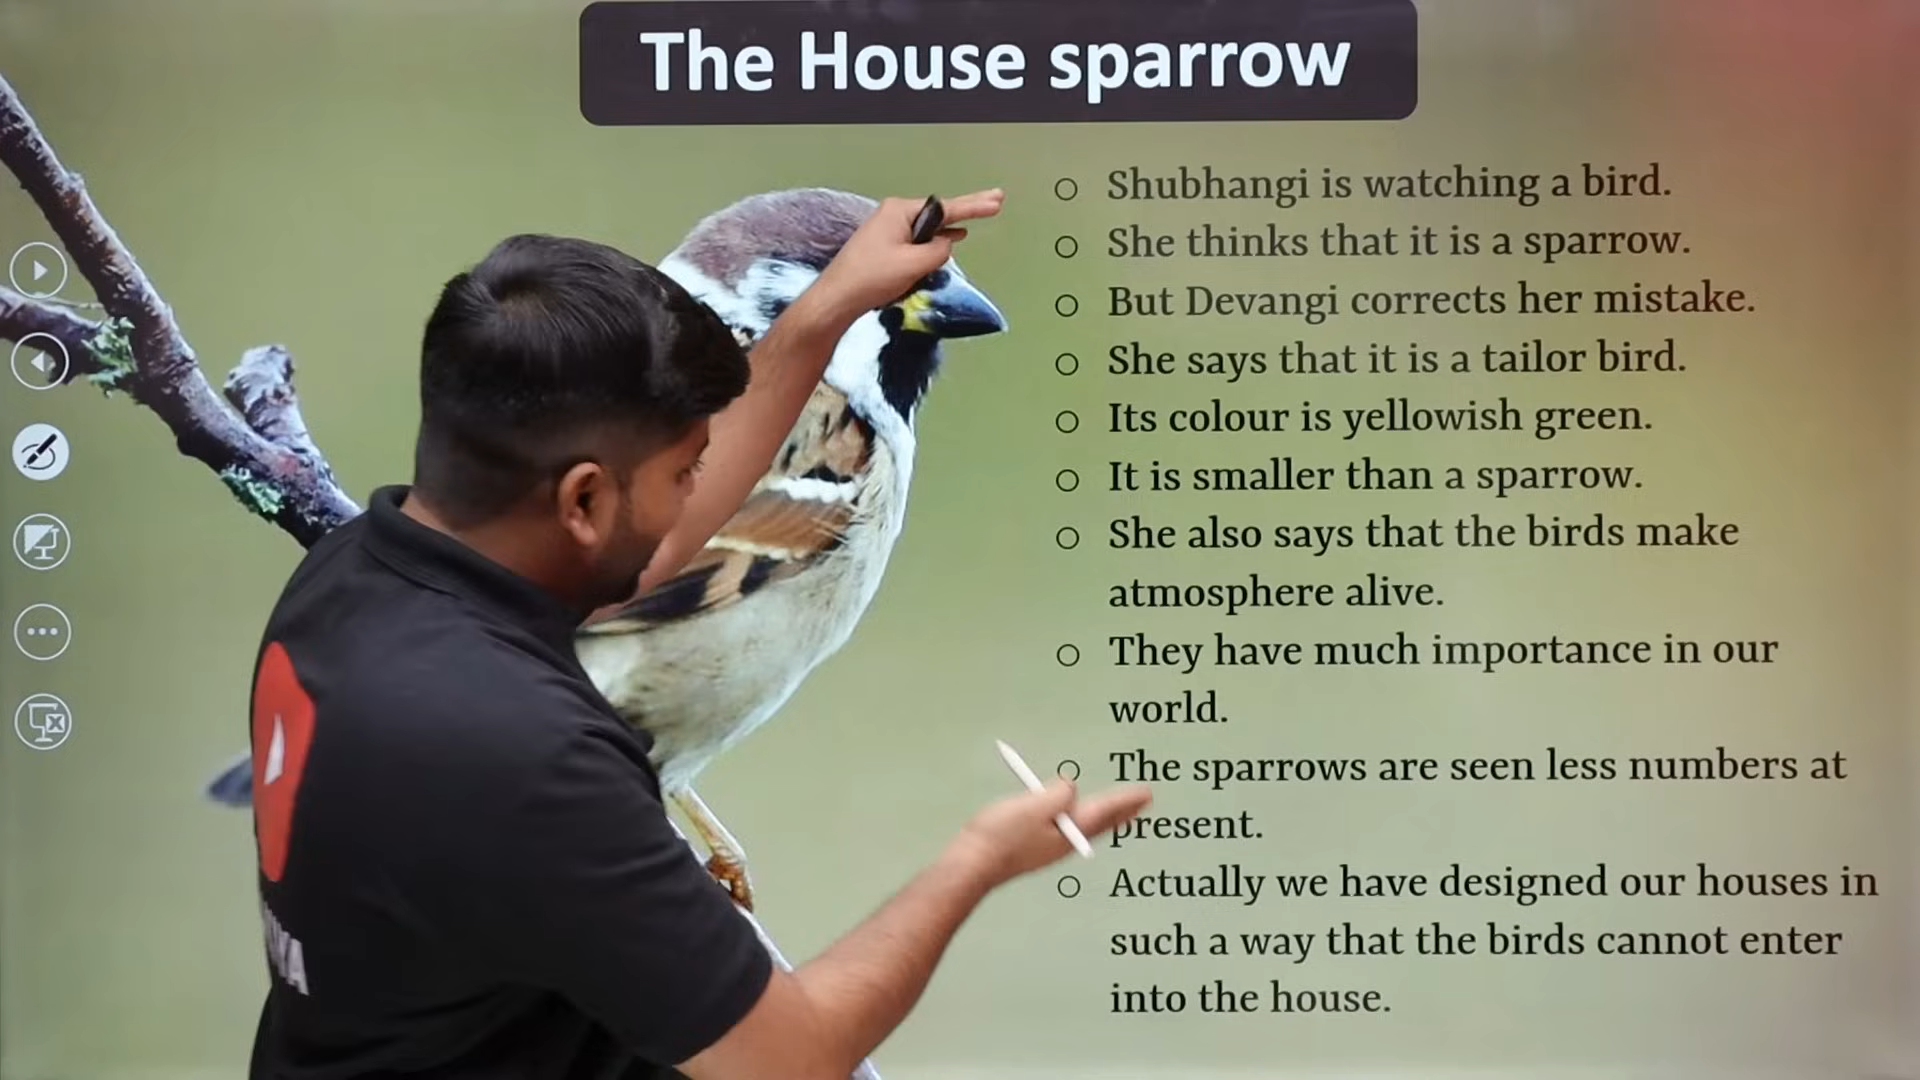 The House sparrow
Shubhangi is watching a bird.
She thinks that it is a sparrow.
But Devangi corrects her mistake.
She says that it is a tailor bird.
Its colour is yellowish green.
It is smaller than a sparrow.
She also says that the birds make
atmosphere alive.
They have much importance in our
world.
The sparrows are seen less numbers at
present.
Actually we have designed our houses in
such a way that the birds cannot enter
into the house.